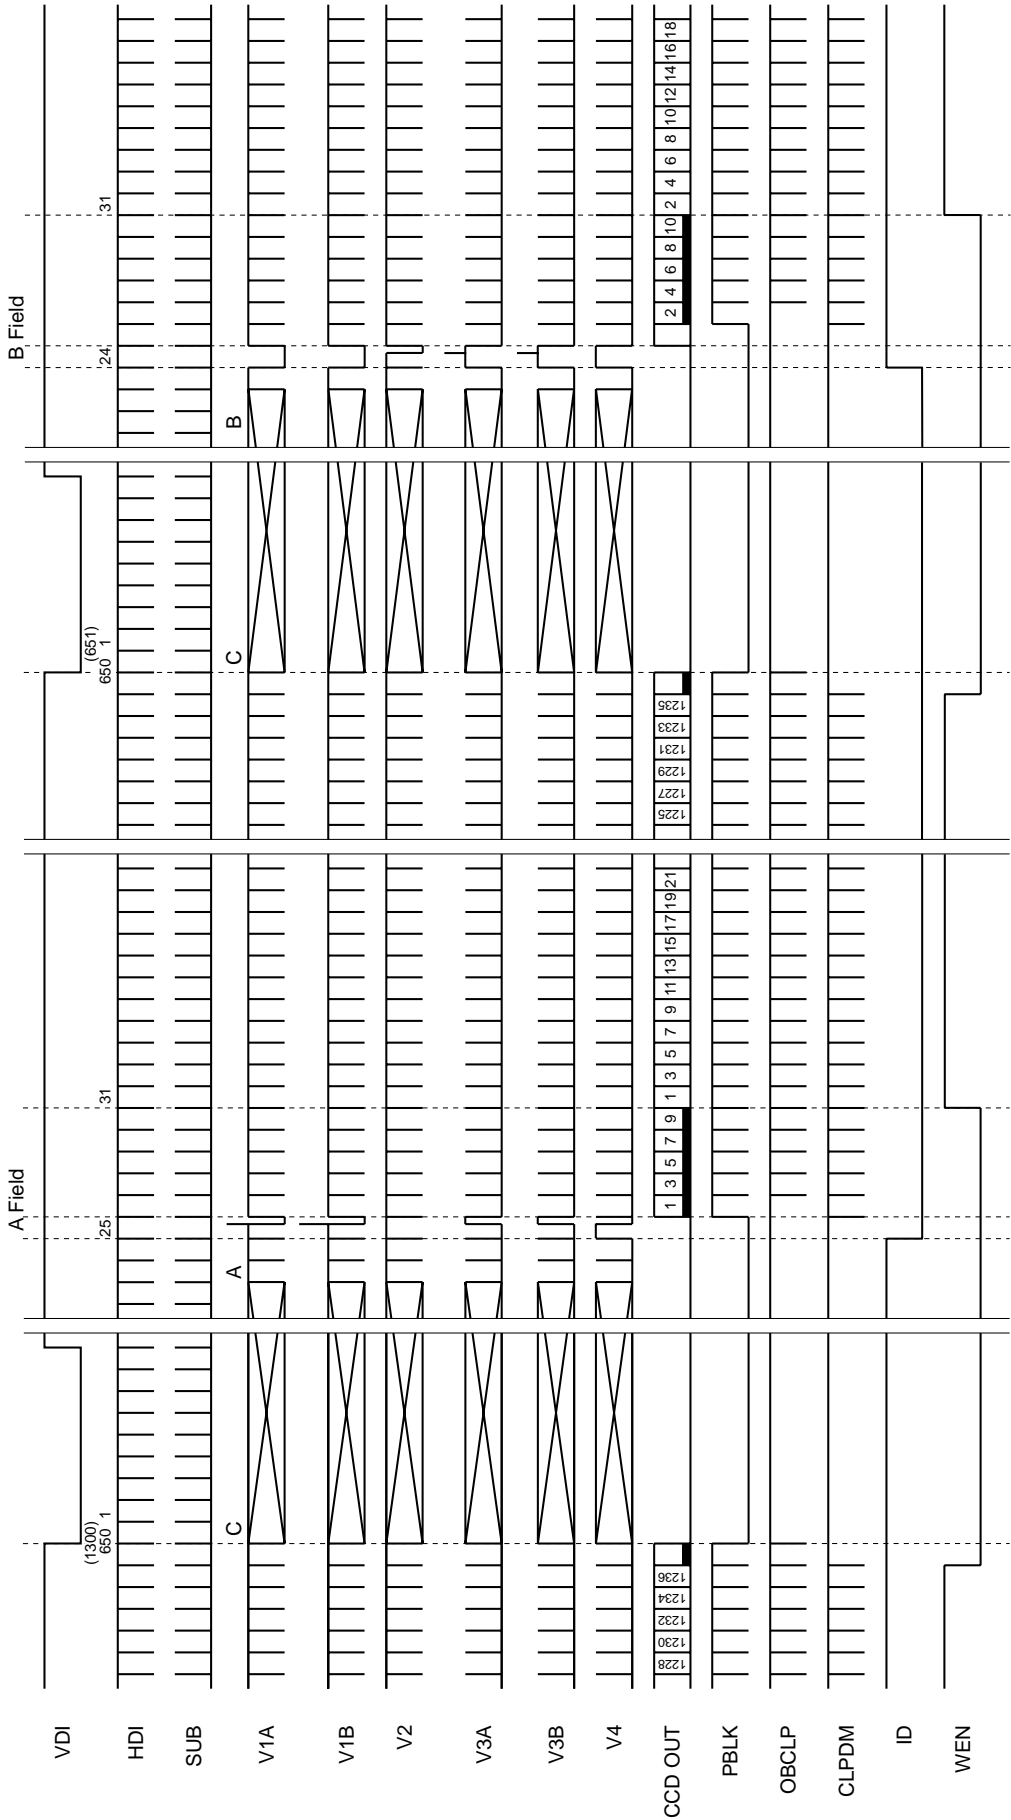 A Field
B Field
VDI
(1300)
650 1
25
31
(651)
650 1
24
31
HDI
SUB
C
A
C
B
V1A
V1B
V2
V3A
V3B
V4
CCD OUT
1228 1230 1232 1234 1236
1 3 5 7 9 1 3 5 7 9 11 13 15 17 19 21
1225 1227 1229 1231 1233 1235
2 4 6 8 10 2 4 6 8 10 12 14 16 18
PBLK
OBCLP
CLPDM
ID
WEN